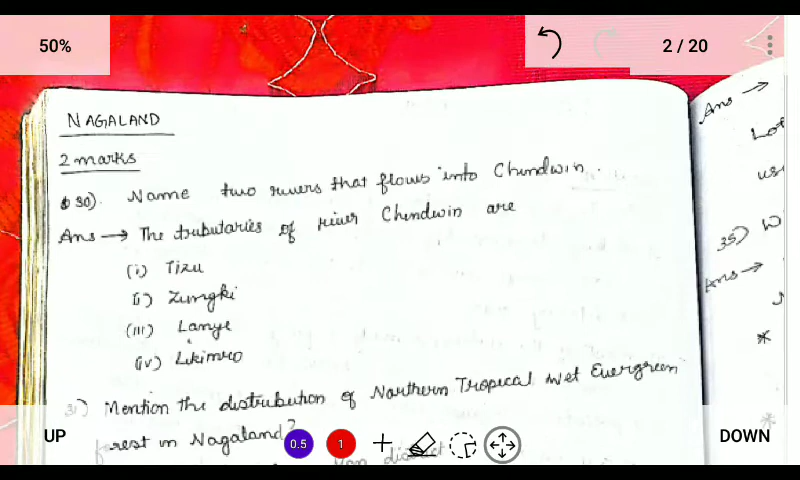 50%
2 / 20
NAGALAND
2 marks
30). Name two rivers that flows into Chindwin.
Ans → The tributaries of river Chindwin are
(i) Tizu
(ii) Zungki
(iii) Lanye
(iv) Likimro
31) Mention the distribution of Northern Tropical wet Evergreen
forest in Nagaland?
district
Ans →
35) W
Ans →
*
*
UP
0.5
1
DOWN